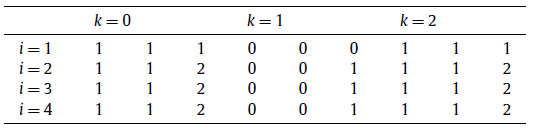 k = 0 k = 1 k = 2
i = 1 1 1 1 0 0 0 1 1 1
i = 2 1 1 2 0 0 1 1 1 2
i = 3 1 1 2 0 0 1 1 1 2
i = 4 1 1 2 0 0 1 1 1 2